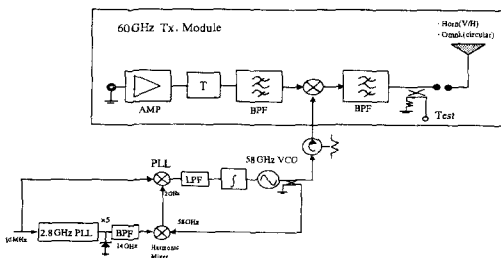 60GHz Tx. Module
· Horn(V/H)
· Omni.(circular)
T
AMP
BPF
BPF
Test
58GHz VCO
PLL
LPF
∫
2GHz
58GHz
10MHz
2.8GHz PLL
×5
BPF
14GHz
Harmonic
Mixer